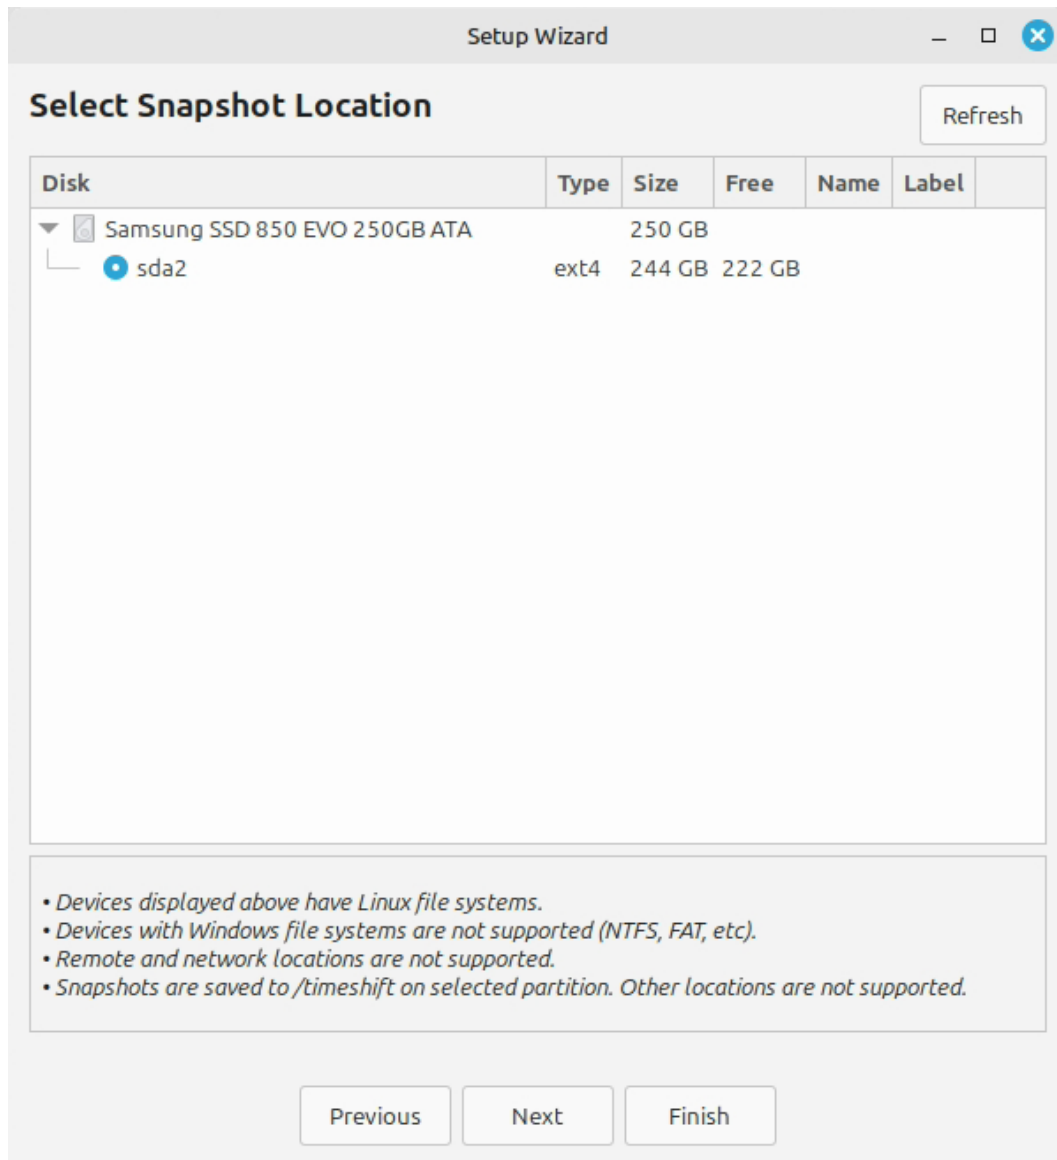 Setup Wizard
Select Snapshot Location
Refresh
Disk Type Size Free Name Label
Samsung SSD 850 EVO 250GB ATA 250 GB
sda2 ext4 244 GB 222 GB
• Devices displayed above have Linux file systems.
• Devices with Windows file systems are not supported (NTFS, FAT, etc).
• Remote and network locations are not supported.
• Snapshots are saved to /timeshift on selected partition. Other locations are not supported.
Previous Next Finish